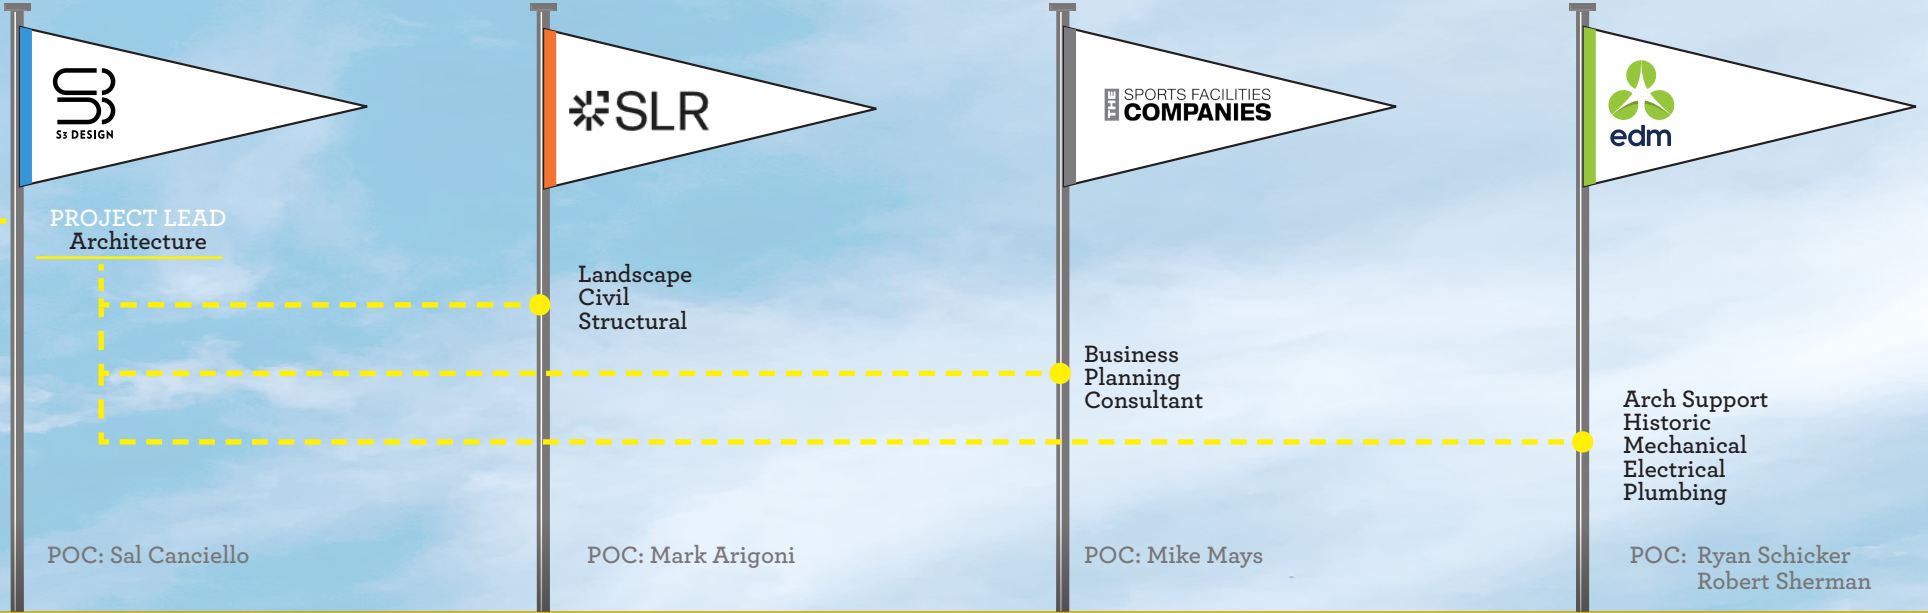 S3 DESIGN
SLR
THE
SPORTS FACILITIES
COMPANIES
edm
PROJECT LEAD
Architecture
Landscape
Civil
Structural
Business
Planning
Consultant
Arch Support
Historic
Mechanical
Electrical
Plumbing
POC: Sal Canciello
POC: Mark Arigoni
POC: Mike Mays
POC: Ryan Schicker
Robert Sherman